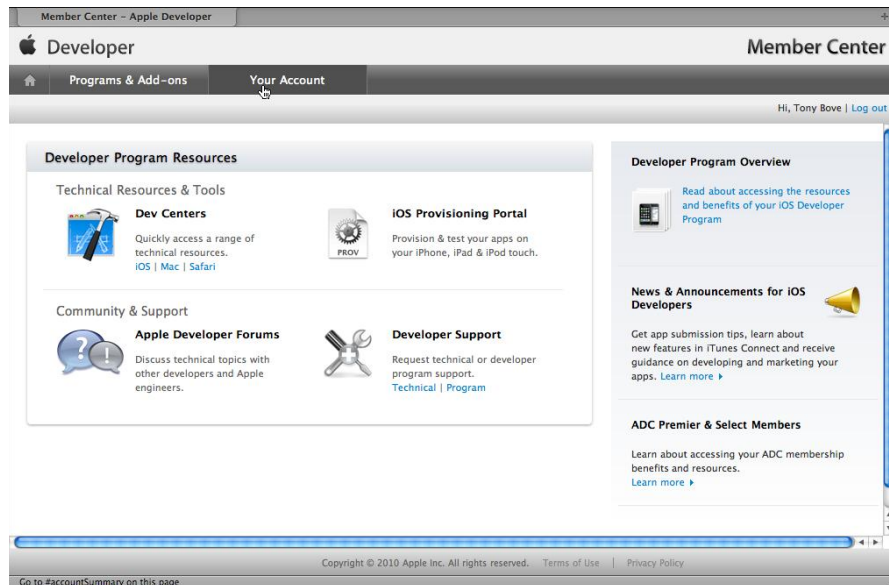 Member Center – Apple Developer
Developer
Member Center
Programs & Add-ons
Your Account
Hi, Tony Bove | Log out
Developer Program Resources
Technical Resources & Tools
Dev Centers
Quickly access a range of
technical resources.
iOS | Mac | Safari
PROV
iOS Provisioning Portal
Provision & test your apps on
your iPhone, iPad & iPod touch.
Community & Support
Apple Developer Forums
Discuss technical topics with
other developers and Apple
engineers.
Developer Support
Request technical or developer
program support.
Technical | Program
Developer Program Overview
Read about accessing the resources
and benefits of your iOS Developer
Program
News & Announcements for iOS
Developers
Get app submission tips, learn about
new features in iTunes Connect and receive
guidance on developing and marketing your
apps. Learn more
ADC Premier & Select Members
Learn about accessing your ADC membership
benefits and resources.
Learn more
Copyright © 2010 Apple Inc. All rights reserved. Terms of Use | Privacy Policy
Go to #accountSummary on this page